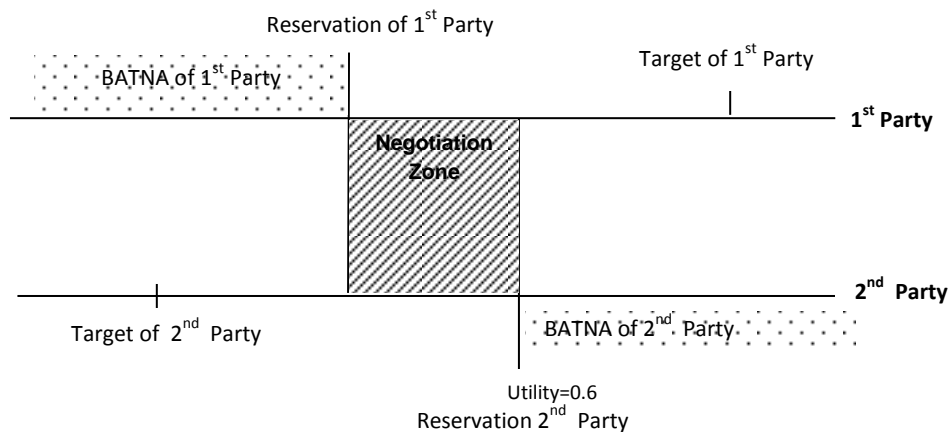 Reservation of 1st Party
Target of 1st Party
BATNA of 1st Party
1st Party
Negotiation
Zone
2nd Party
Target of 2nd Party
BATNA of 2nd Party
Utility=0.6
Reservation 2nd Party